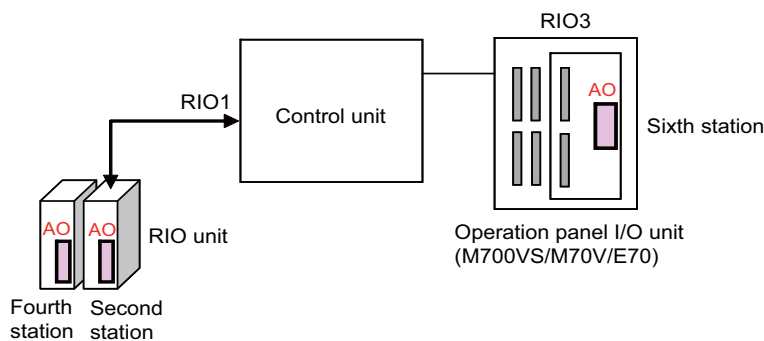 RIO3
RIO1
Control unit
AO
Sixth station
AO
AO
RIO unit
Operation panel I/O unit
(M700VS/M70V/E70)
Fourth
station
Second
station